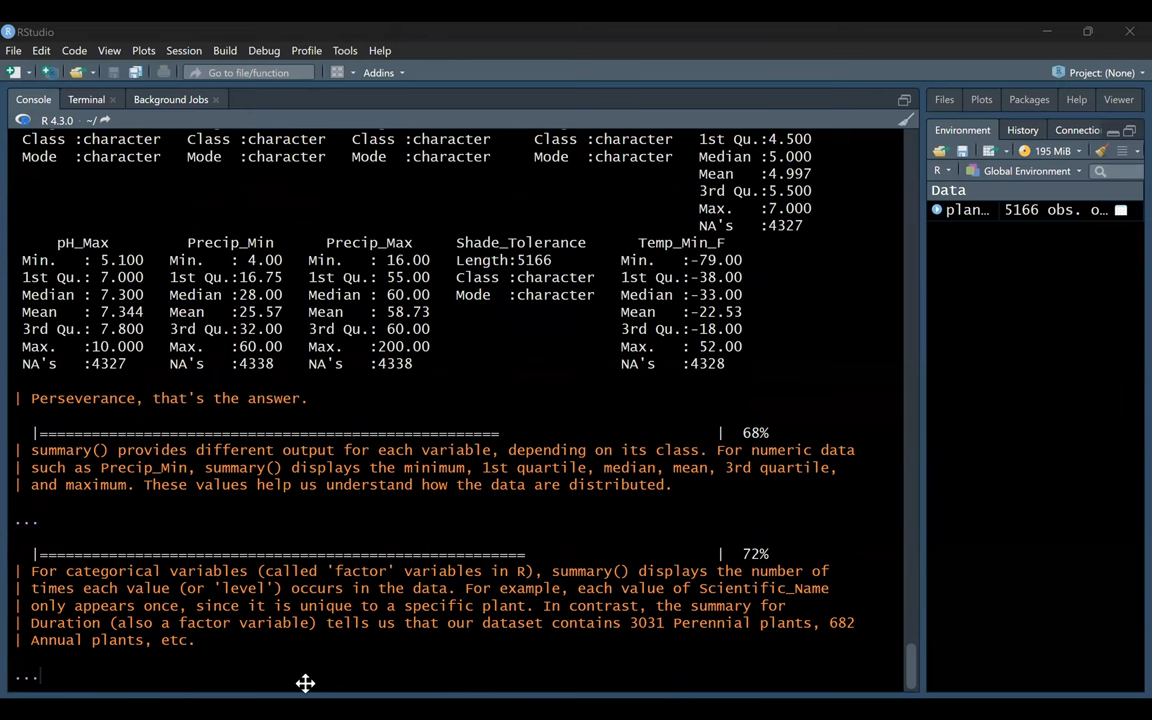 RStudio
File Edit Code View Plots Session Build Debug Profile Tools Help
Go to file/function Addins Project: (None)
Console Terminal Background Jobs Files Plots Packages Help Viewer
R 4.3.0 · ~/
Environment History Connectio
195 MiB
R Global Environment
Data
plan… 5166 obs. o…
Class :character Class :character Class :character Class :character 1st Qu.:4.500
Mode :character Mode :character Mode :character Mode :character Median :5.000
Mean :4.997
3rd Qu.:5.500
Max. :7.000
NA's :4327
pH_Max Precip_Min Precip_Max Shade_Tolerance Temp_Min_F
Min. : 5.100 Min. : 4.00 Min. : 16.00 Length:5166 Min. :-79.00
1st Qu.: 7.000 1st Qu.:16.75 1st Qu.: 55.00 Class :character 1st Qu.:-38.00
Median : 7.300 Median :28.00 Median : 60.00 Mode :character Median :-33.00
Mean : 7.344 Mean :25.57 Mean : 58.73 Mean :-22.53
3rd Qu.: 7.800 3rd Qu.:32.00 3rd Qu.: 60.00 3rd Qu.:-18.00
Max. :10.000 Max. :60.00 Max. :200.00 Max. : 52.00
NA's :4327 NA's :4338 NA's :4338 NA's :4328
| Perseverance, that's the answer.
|===================================================== | 68%
| summary() provides different output for each variable, depending on its class. For numeric data
| such as Precip_Min, summary() displays the minimum, 1st quartile, median, mean, 3rd quartile,
| and maximum. These values help us understand how the data are distributed.
...
|======================================================== | 72%
| For categorical variables (called 'factor' variables in R), summary() displays the number of
| times each value (or 'level') occurs in the data. For example, each value of Scientific_Name
| only appears once, since it is unique to a specific plant. In contrast, the summary for
| Duration (also a factor variable) tells us that our dataset contains 3031 Perennial plants, 682
| Annual plants, etc.
...